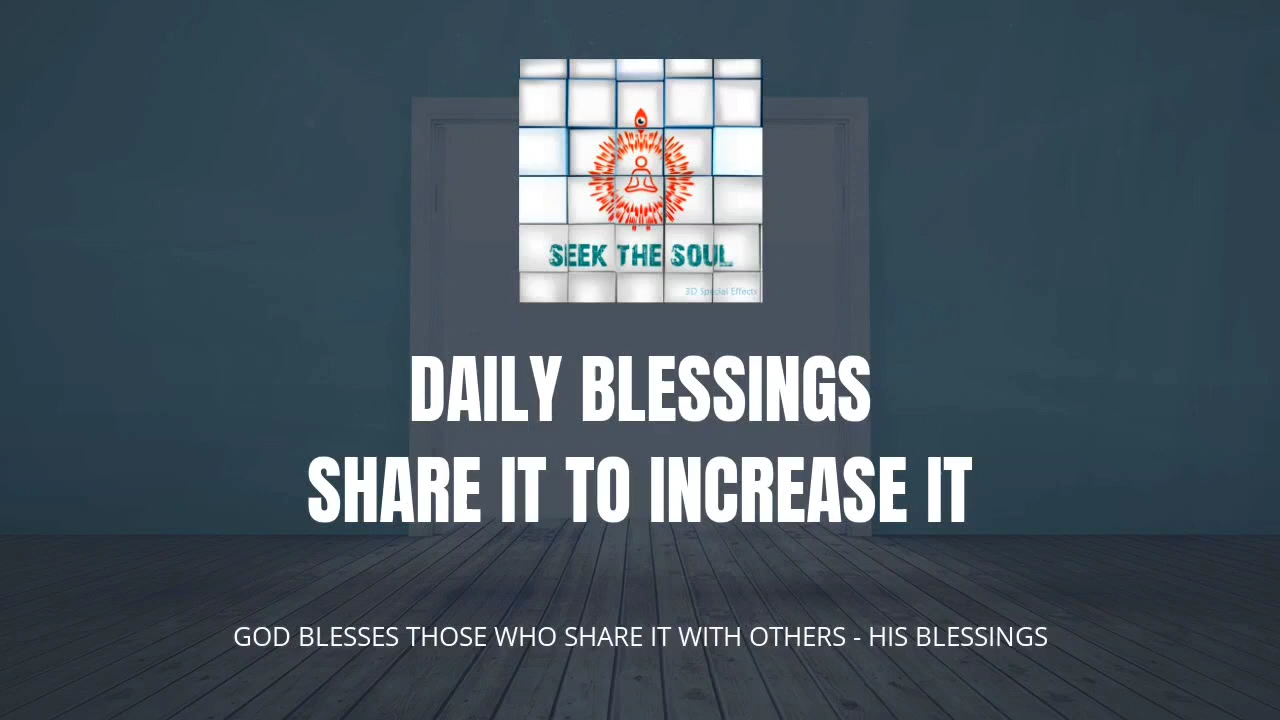 SEEK THE SOUL
3D Special Effects
DAILY BLESSINGS
SHARE IT TO INCREASE IT
GOD BLESSES THOSE WHO SHARE IT WITH OTHERS - HIS BLESSINGS